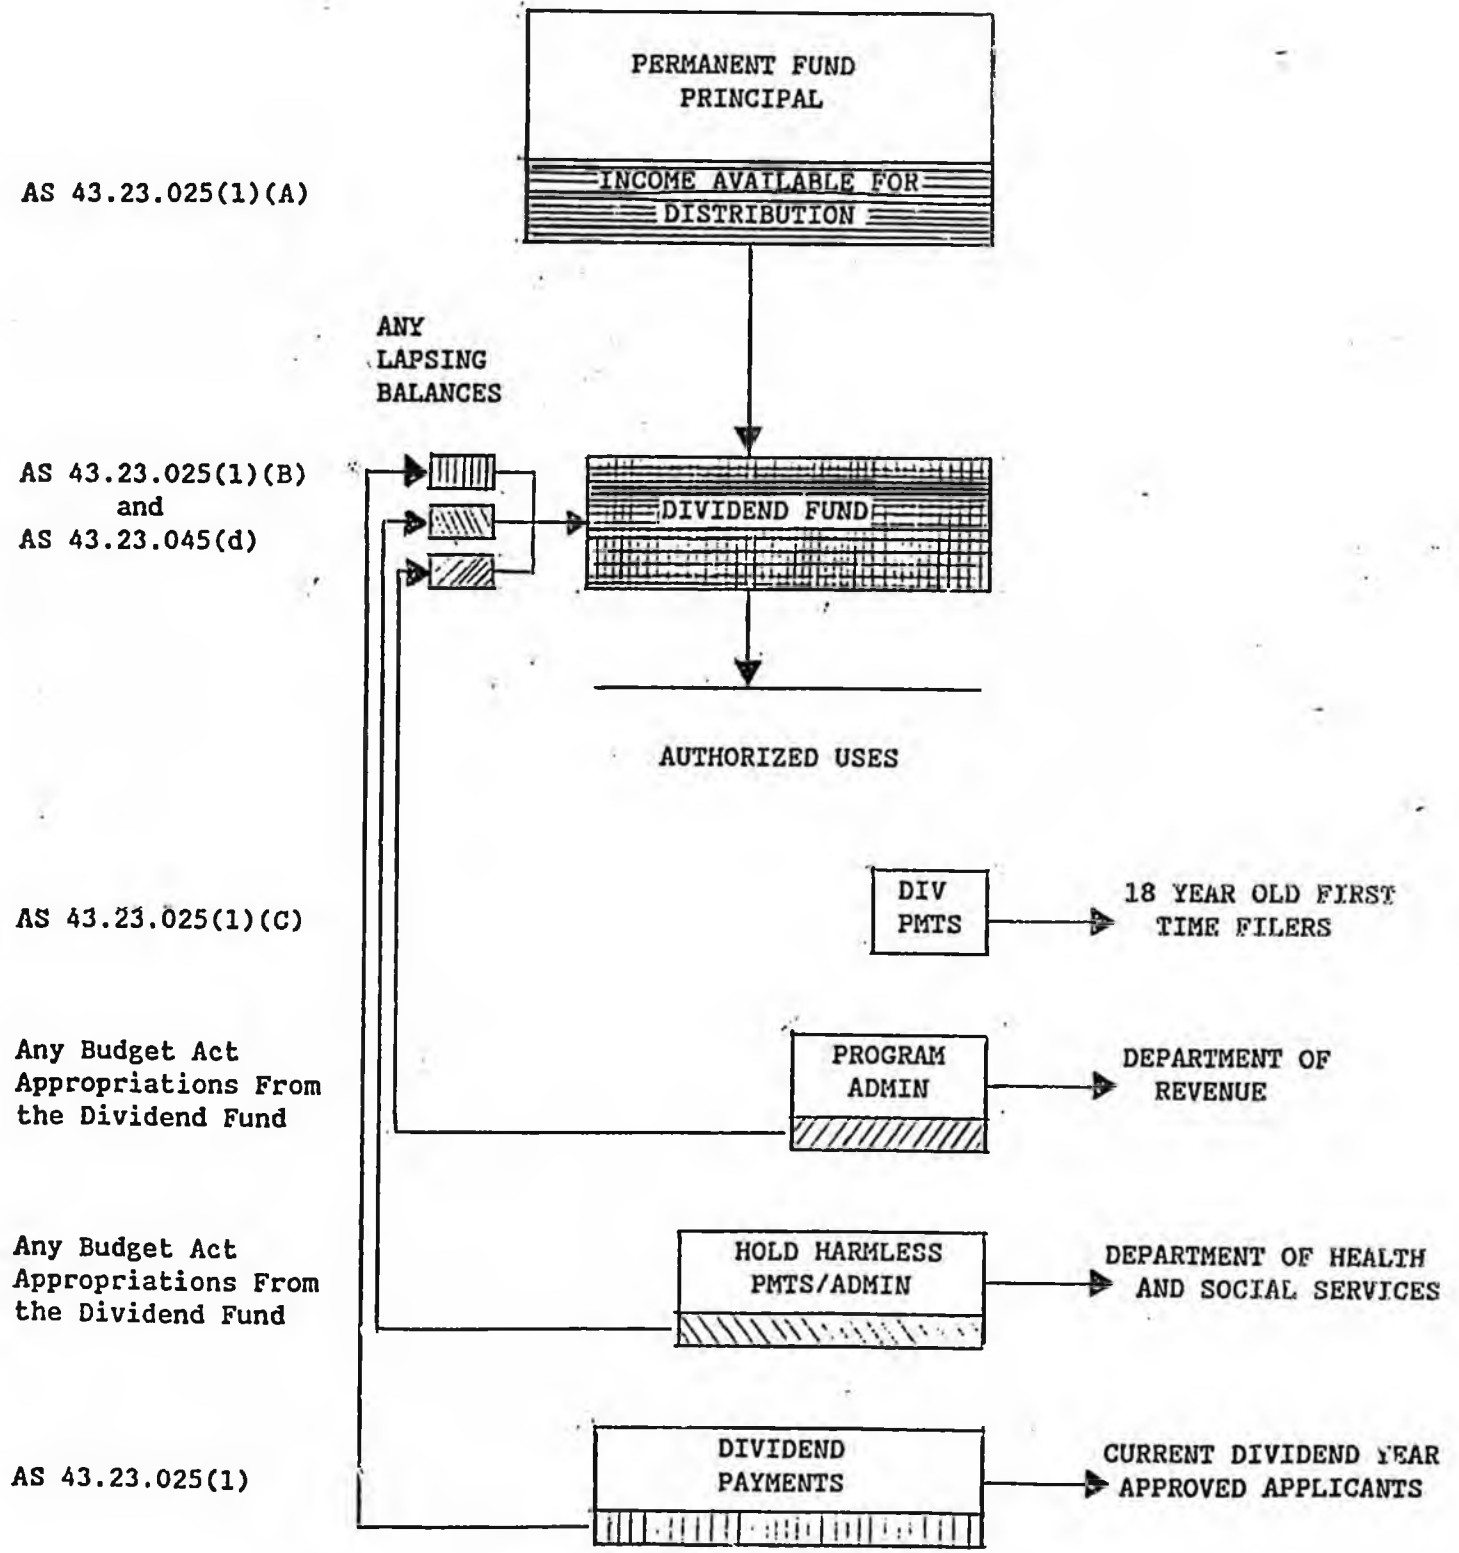 PERMANENT FUND
PRINCIPAL
AS 43.23.025(1)(A)
INCOME AVAILABLE FOR
DISTRIBUTION
ANY
LAPSING
BALANCES
AS 43.23.025(1)(B)
and
AS 43.23.045(d)
DIVIDEND FUND
AUTHORIZED USES
AS 43.23.025(1)(C)
DIV
PMTS
18 YEAR OLD FIRST
TIME FILERS
Any Budget Act
Appropriations From
the Dividend Fund
PROGRAM
ADMIN
DEPARTMENT OF
REVENUE
Any Budget Act
Appropriations From
the Dividend Fund
HOLD HARMLESS
PMTS/ADMIN
DEPARTMENT OF HEALTH
AND SOCIAL SERVICES
AS 43.23.025(1)
DIVIDEND
PAYMENTS
CURRENT DIVIDEND YEAR
APPROVED APPLICANTS